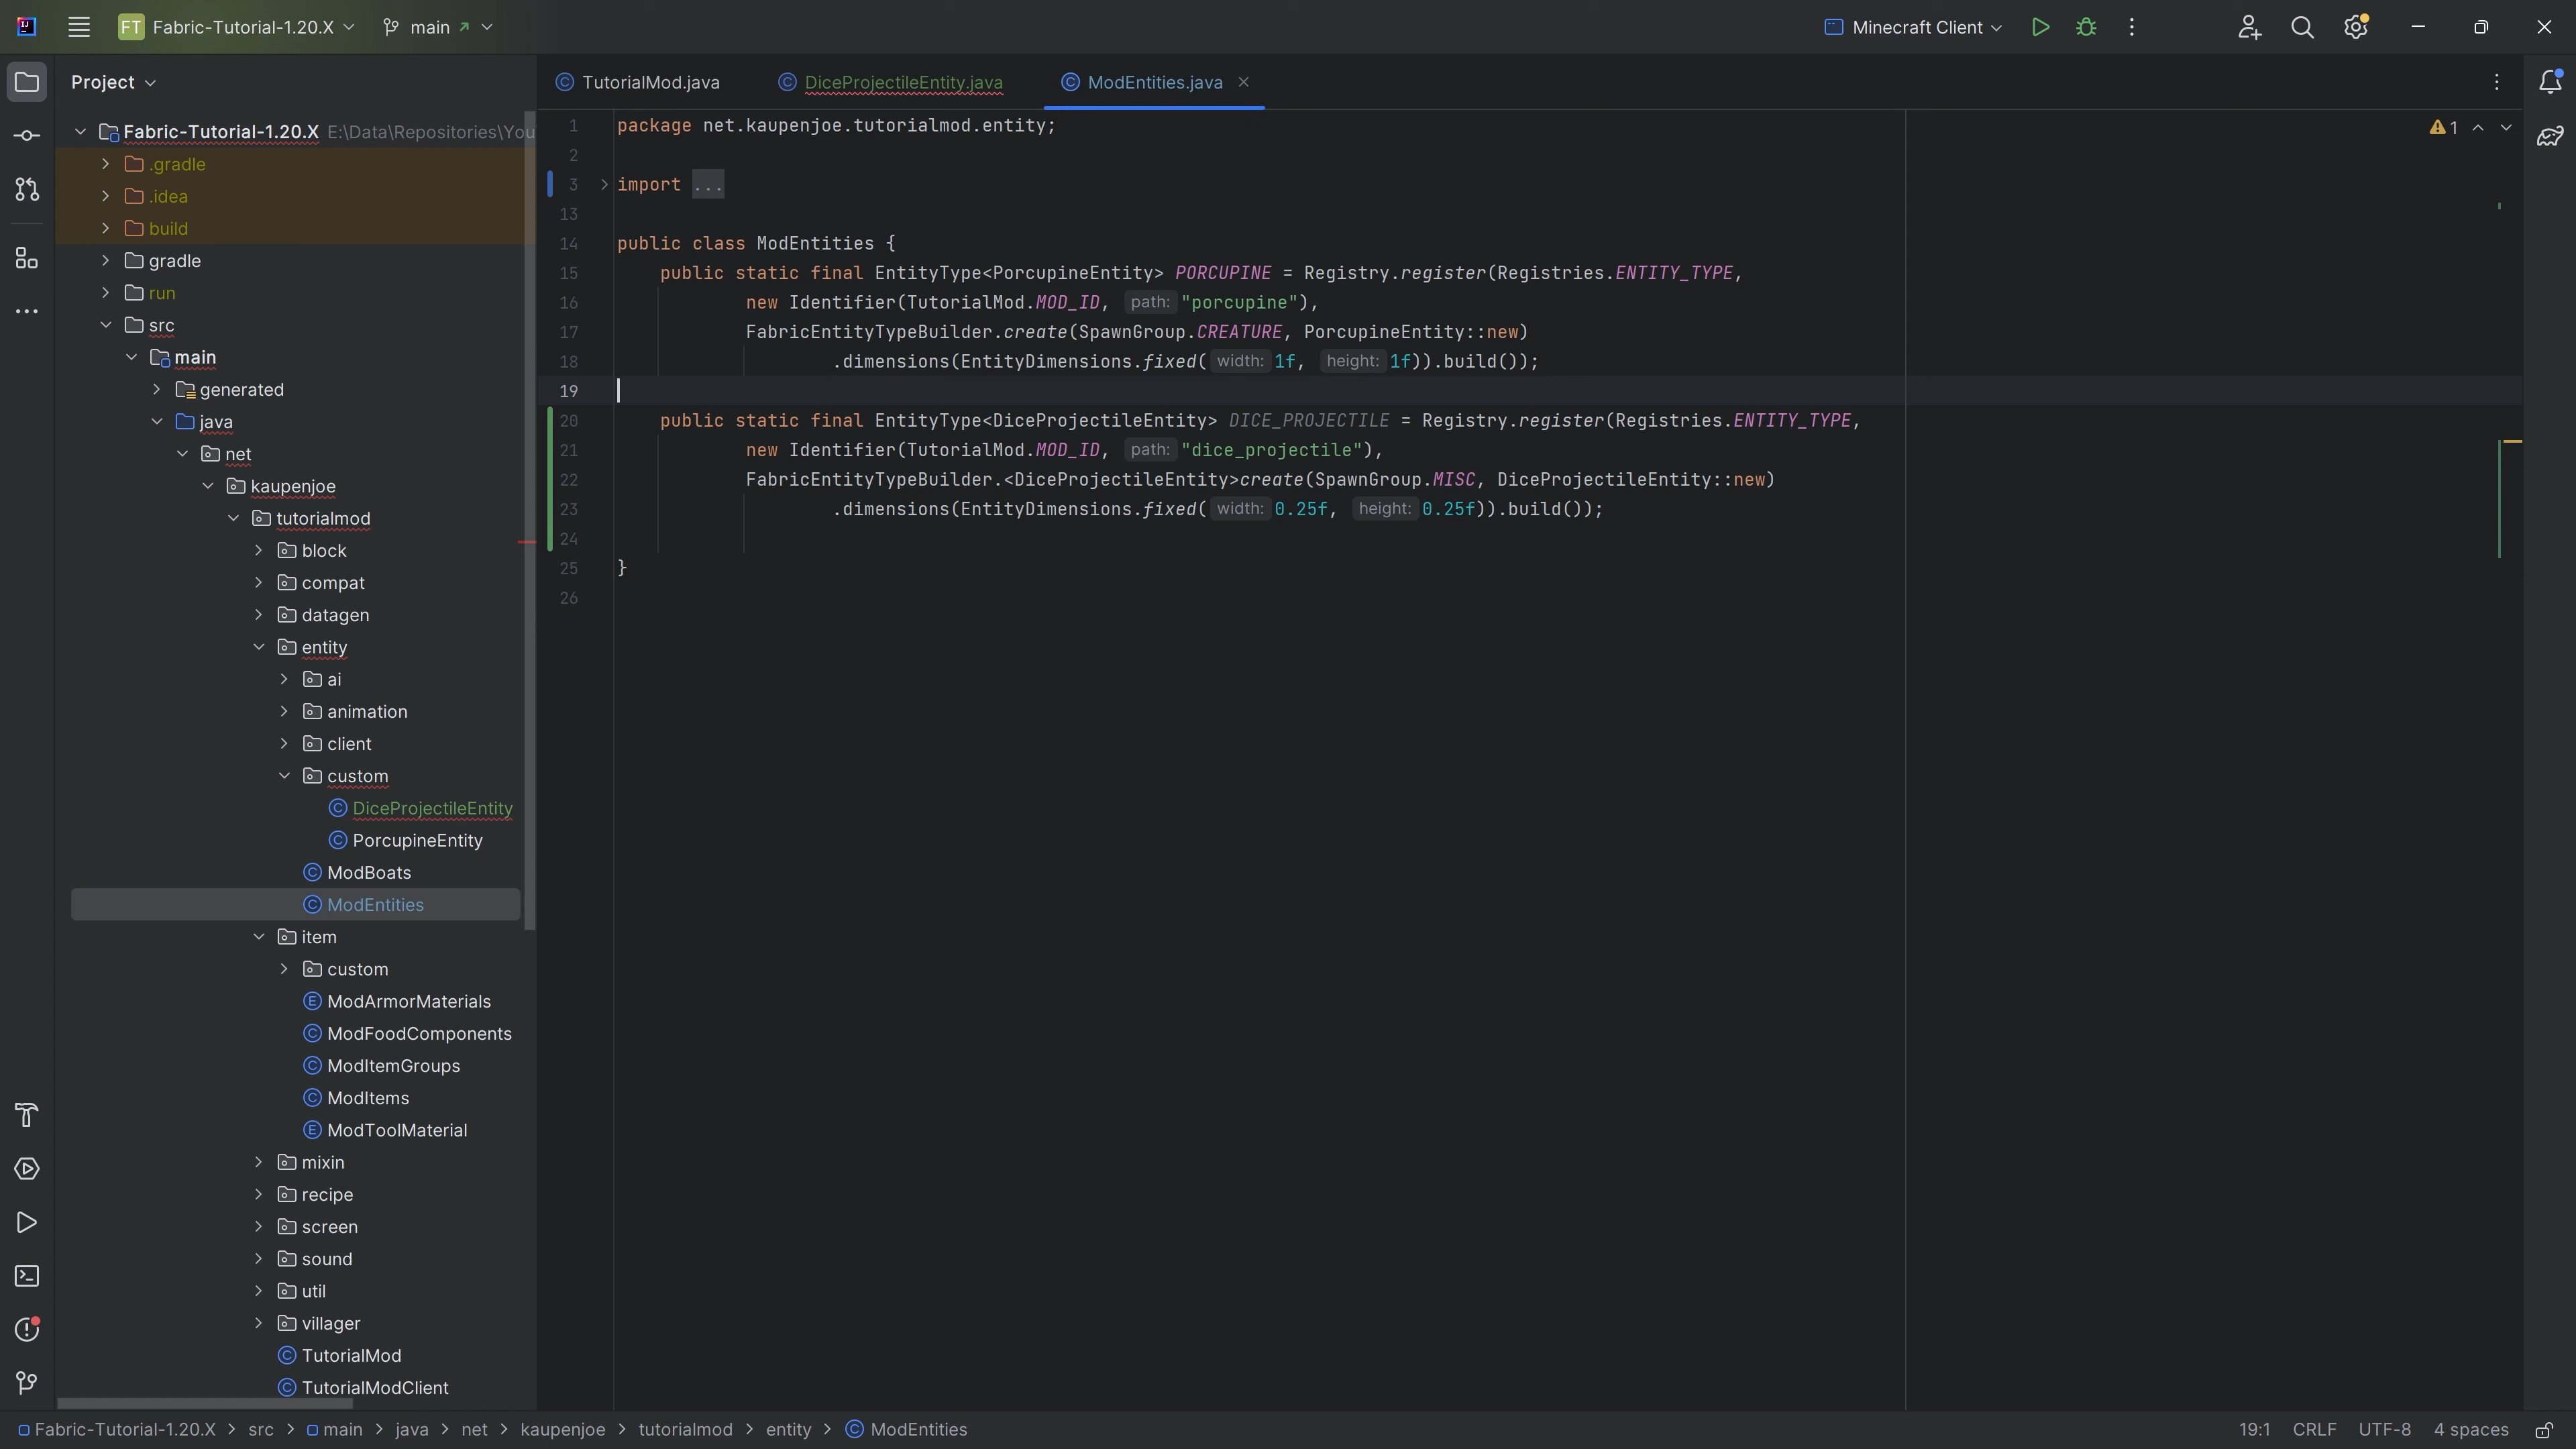 FT Fabric-Tutorial-1.20.X main Minecraft Client
Project
Fabric-Tutorial-1.20.X E:\Data\Repositories\You
.gradle
.idea
build
gradle
run
src
main
generated
java
net
kaupenjoe
tutorialmod
block
compat
datagen
entity
ai
animation
client
custom
DiceProjectileEntity
PorcupineEntity
ModBoats
ModEntities
item
custom
ModArmorMaterials
ModFoodComponents
ModItemGroups
ModItems
ModToolMaterial
mixin
recipe
screen
sound
util
villager
TutorialMod
TutorialModClient
TutorialMod.java DiceProjectileEntity.java ModEntities.java
1 package net.kaupenjoe.tutorialmod.entity; 1
2
3 import ...
13
14 public class ModEntities {
15 public static final EntityType<PorcupineEntity> PORCUPINE = Registry.register(Registries.ENTITY_TYPE,
16 new Identifier(TutorialMod.MOD_ID, path: "porcupine"),
17 FabricEntityTypeBuilder.create(SpawnGroup.CREATURE, PorcupineEntity::new)
18 .dimensions(EntityDimensions.fixed( width: 1f, height: 1f)).build());
19
20 public static final EntityType<DiceProjectileEntity> DICE_PROJECTILE = Registry.register(Registries.ENTITY_TYPE,
21 new Identifier(TutorialMod.MOD_ID, path: "dice_projectile"),
22 FabricEntityTypeBuilder.<DiceProjectileEntity>create(SpawnGroup.MISC, DiceProjectileEntity::new)
23 .dimensions(EntityDimensions.fixed( width: 0.25f, height: 0.25f)).build());
24
25 }
26
Fabric-Tutorial-1.20.X > src > main > java > net > kaupenjoe > tutorialmod > entity > ModEntities 19:1 CRLF UTF-8 4 spaces